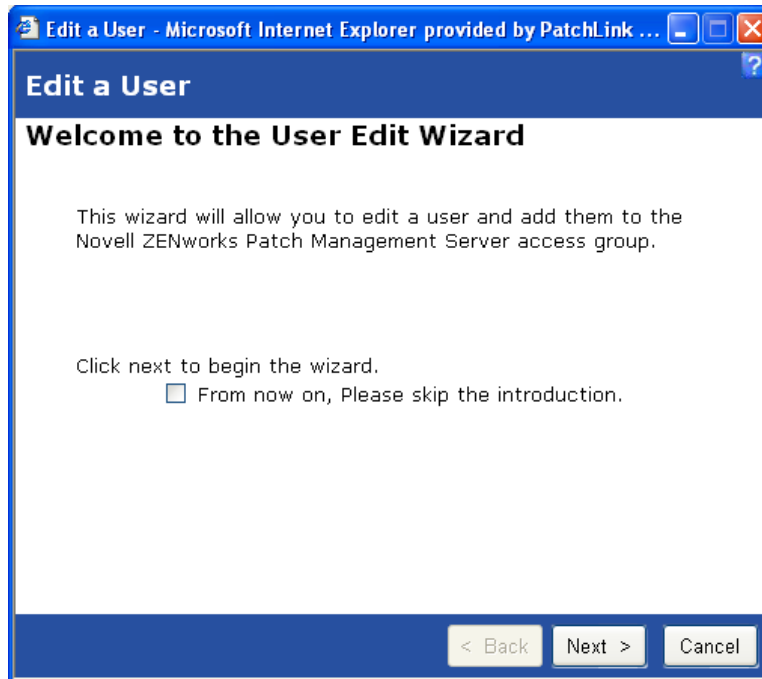 Edit a User - Microsoft Internet Explorer provided by PatchLink ...
?
Edit a User
Welcome to the User Edit Wizard
This wizard will allow you to edit a user and add them to the
Novell ZENworks Patch Management Server access group.
Click next to begin the wizard.
From now on, Please skip the introduction.
< Back Next > Cancel